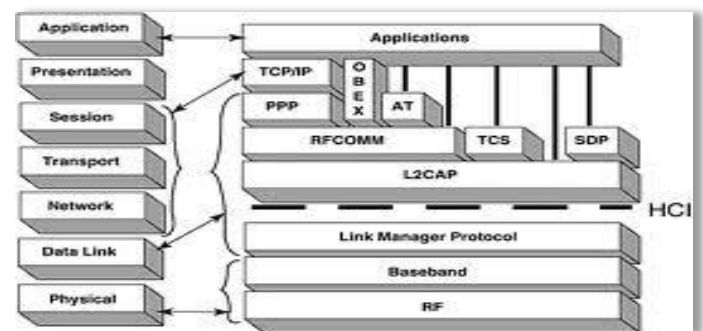 Application
Presentation
Session
Transport
Network
Data Link
Physical
Applications
TCP/IP
OBEX
PPP
AT
RFCOMM
TCS
SDP
L2CAP
HCI
Link Manager Protocol
Baseband
RF